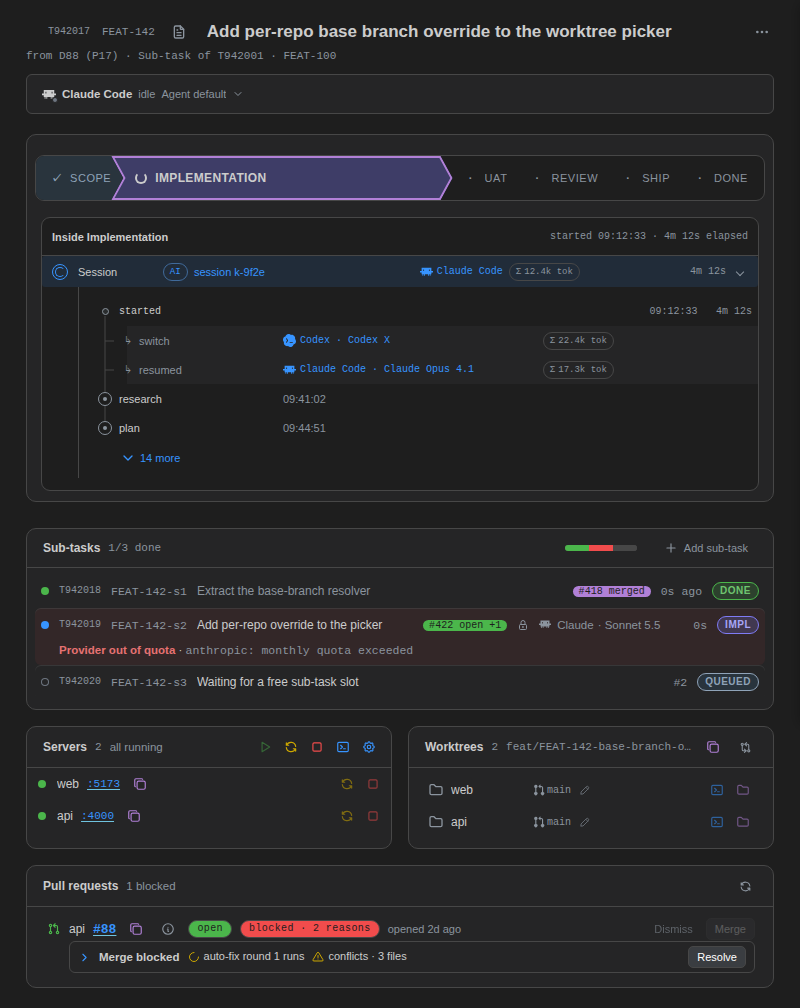 T942017 FEAT-142 Add per-repo base branch override to the worktree picker
from D88 (P17) · Sub-task of T942001 · FEAT-100
Claude Code idle Agent default
SCOPE IMPLEMENTATION · UAT · REVIEW · SHIP · DONE
Inside Implementation started 09:12:33 · 4m 12s elapsed
Session AI session k-9f2e Claude Code Σ 12.4k tok 4m 12s
started 09:12:33 4m 12s
↳ switch Codex · Codex X Σ 22.4k tok
↳ resumed Claude Code · Claude Opus 4.1 Σ 17.3k tok
research 09:41:02
plan 09:44:51
14 more
Sub-tasks 1/3 done Add sub-task
T942018 FEAT-142-s1 Extract the base-branch resolver #418 merged 0s ago DONE
T942019 FEAT-142-s2 Add per-repo override to the picker #422 open +1 Claude · Sonnet 5.5 0s IMPL
Provider out of quota · anthropic: monthly quota exceeded
T942020 FEAT-142-s3 Waiting for a free sub-task slot #2 QUEUED
Servers 2 all running
web :5173
api :4000
Worktrees 2 feat/FEAT-142-base-branch-o…
web main
api main
Pull requests 1 blocked
api #88 open blocked · 2 reasons opened 2d ago Dismiss Merge
Merge blocked auto-fix round 1 runs conflicts · 3 files Resolve